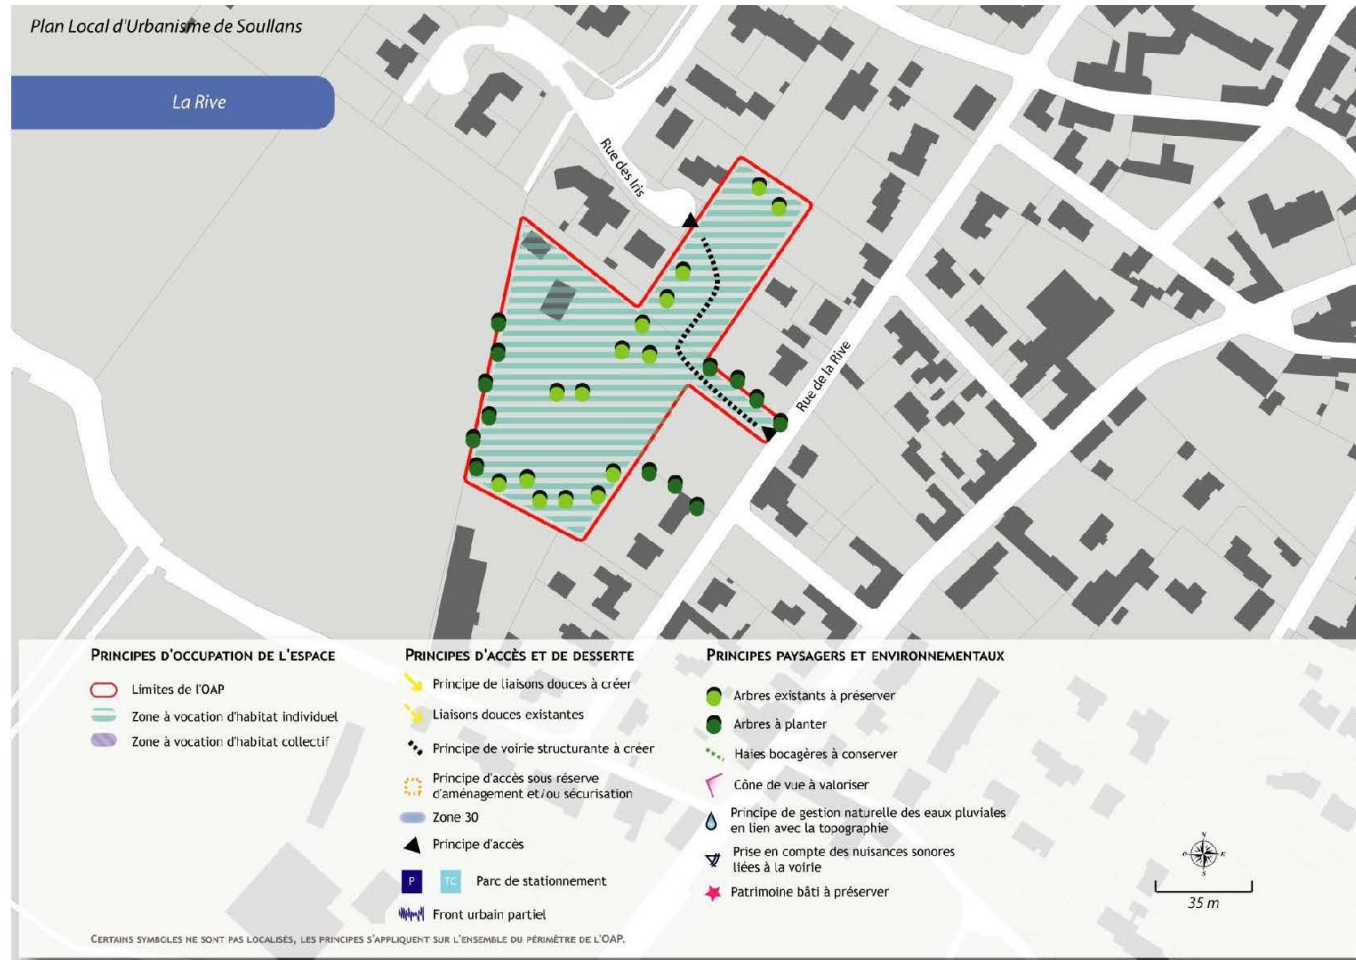 Plan Local d'Urbanisme de Soullans
La Rive
Rue des Iris
Rue de la Rive
PRINCIPES D'OCCUPATION DE L'ESPACE
Limites de l'OAP
Zone à vocation d'habitat individuel
Zone à vocation d'habitat collectif
PRINCIPES D'ACCÈS ET DE DESSERTE
Principe de liaisons douces à créer
Liaisons douces existantes
Principe de voirie structurante à créer
Principe d'accès sous réserve
d'aménagement et/ou sécurisation
Zone 30
Principe d'accès
P TC Parc de stationnement
Front urbain partiel
PRINCIPES PAYSAGERS ET ENVIRONNEMENTAUX
Arbres existants à préserver
Arbres à planter
Haies bocagères à conserver
Cône de vue à valoriser
Principe de gestion naturelle des eaux pluviales
en lien avec la topographie
Prise en compte des nuisances sonores
liées à la voirie
Patrimoine bâti à préserver
N
O E
S
35 m
CERTAINS SYMBOLES NE SONT PAS LOCALISÉS, LES PRINCIPES S'APPLIQUENT SUR L'ENSEMBLE DU PÉRIMÈTRE DE L'OAP.